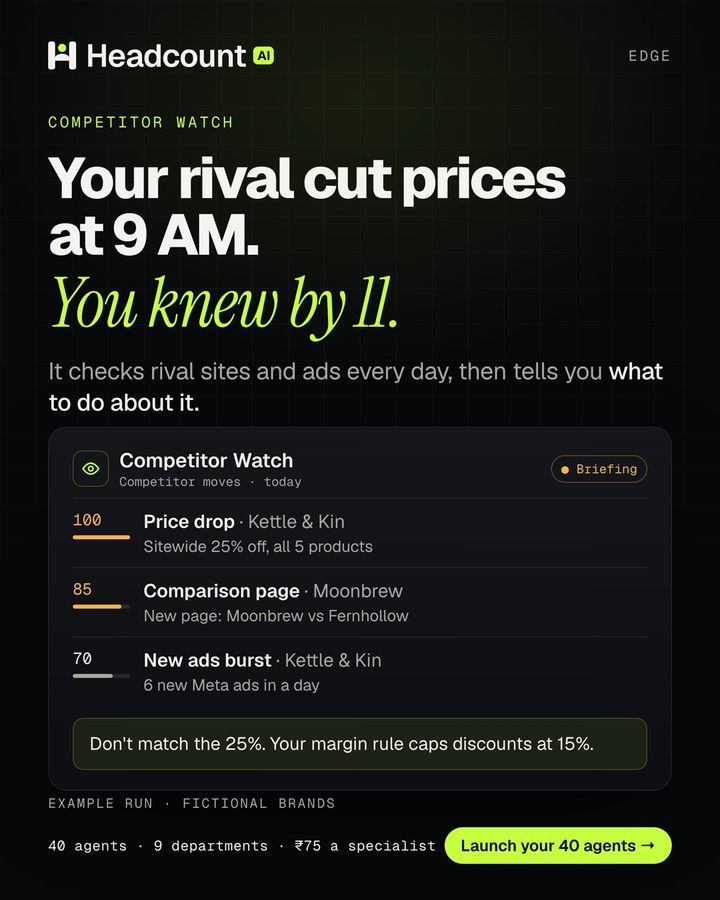 Headcount AI
EDGE
COMPETITOR WATCH
Your rival cut prices
at 9 AM.
You knew by 11.
It checks rival sites and ads every day, then tells you what
to do about it.
Competitor Watch
Competitor moves · today
Briefing
100
Price drop · Kettle & Kin
Sitewide 25% off, all 5 products
85
Comparison page · Moonbrew
New page: Moonbrew vs Fernhollow
70
New ads burst · Kettle & Kin
6 new Meta ads in a day
Don't match the 25%. Your margin rule caps discounts at 15%.
EXAMPLE RUN · FICTIONAL BRANDS
40 agents · 9 departments · ₹75 a specialist
Launch your 40 agents →